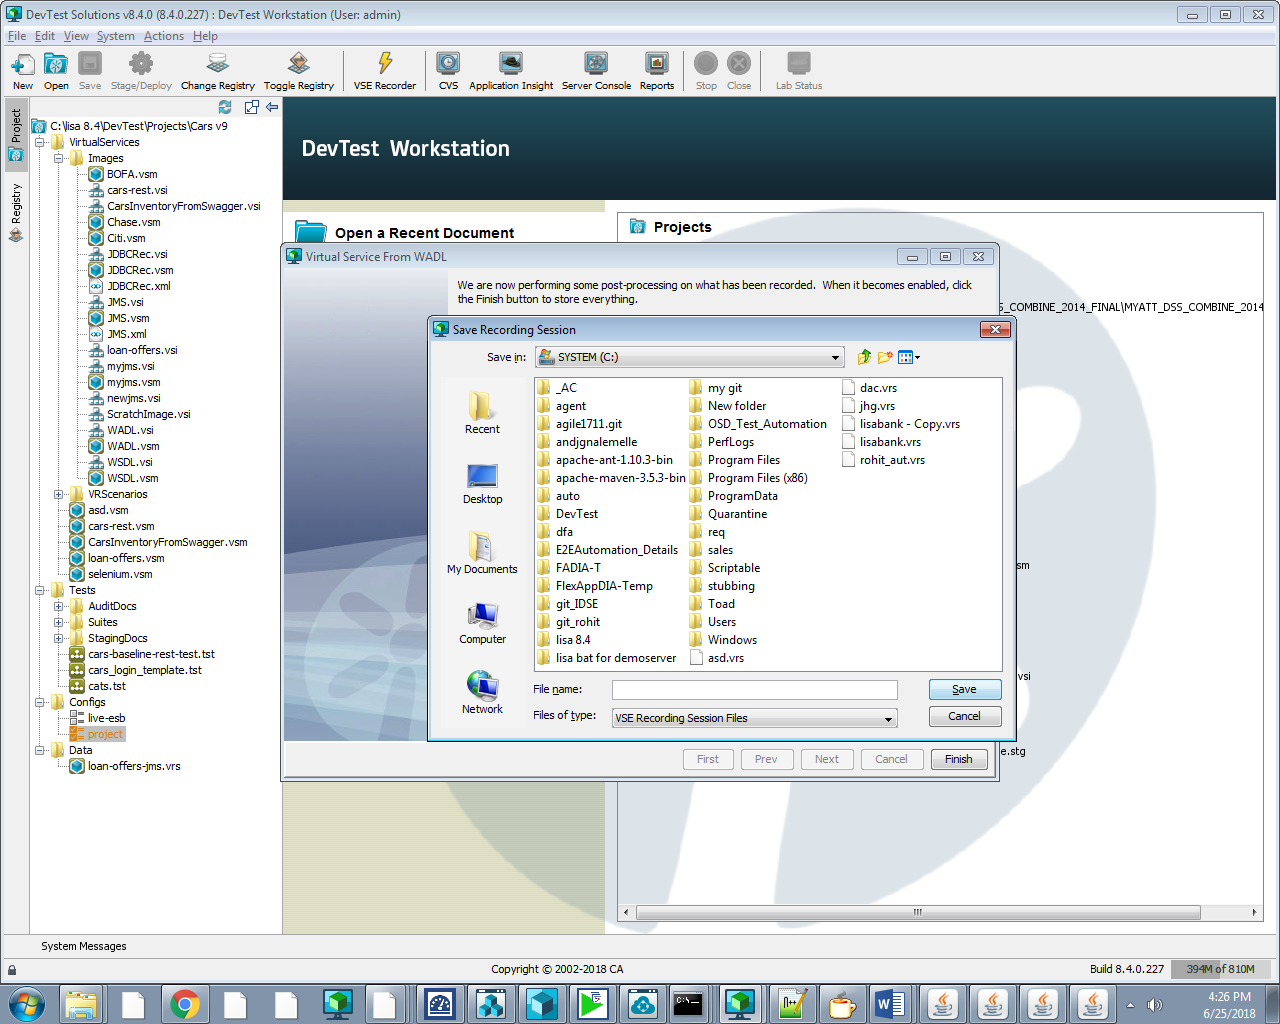 DevTest Solutions v8.4.0 (8.4.0.227) : DevTest Workstation (User: admin)
File Edit View System Actions Help
New Open Save Stage/Deploy Change Registry Toggle Registry VSE Recorder CVS Application Insight Server Console Reports Stop Close Lab Status
Project
Registry
C:\lisa 8.4\DevTest\Projects\Cars v9
VirtualServices
Images
BOFA.vsm
cars-rest.vsi
CarsInventoryFromSwagger.vsi
Chase.vsm
Citi.vsm
JDBCRec.vsi
JDBCRec.vsm
JDBCRec.xml
JMS.vsi
JMS.vsm
JMS.xml
loan-offers.vsi
myjms.vsi
myjms.vsm
newjms.vsi
ScratchImage.vsi
WADL.vsi
WADL.vsm
WSDL.vsi
WSDL.vsm
VRScenarios
asd.vsm
cars-rest.vsm
CarsInventoryFromSwagger.vsm
loan-offers.vsm
selenium.vsm
Tests
AuditDocs
Suites
StagingDocs
cars-baseline-rest-test.tst
cars_login_template.tst
cats.tst
Configs
live-esb
project
Data
loan-offers-jms.vrs
DevTest Workstation
Open a Recent Document
Projects
S_COMBINE_2014_FINAL\MYATT_DSS_COMBINE_2014
sm
.vsi
e.stg
Virtual Service From WADL
We are now performing some post-processing on what has been recorded. When it becomes enabled, click
the Finish button to store everything.
Save Recording Session
Save in: SYSTEM (C:)
Recent
Desktop
My Documents
Computer
Network
_AC
agent
agile1711.git
andjgnalemelle
apache-ant-1.10.3-bin
apache-maven-3.5.3-bin
auto
DevTest
dfa
E2EAutomation_Details
FADIA-T
FlexAppDIA-Temp
git_IDSE
git_rohit
lisa 8.4
lisa bat for demoserver
my git
New folder
OSD_Test_Automation
PerfLogs
Program Files
Program Files (x86)
ProgramData
Quarantine
req
sales
Scriptable
stubbing
Toad
Users
Windows
asd.vrs
dac.vrs
jhg.vrs
lisabank - Copy.vrs
lisabank.vrs
rohit_aut.vrs
File name:
Save
Files of type: VSE Recording Session Files
Cancel
First Prev Next Cancel Finish
System Messages
Copyright © 2002-2018 CA
Build 8.4.0.227
394M of 810M
4:26 PM
6/25/2018